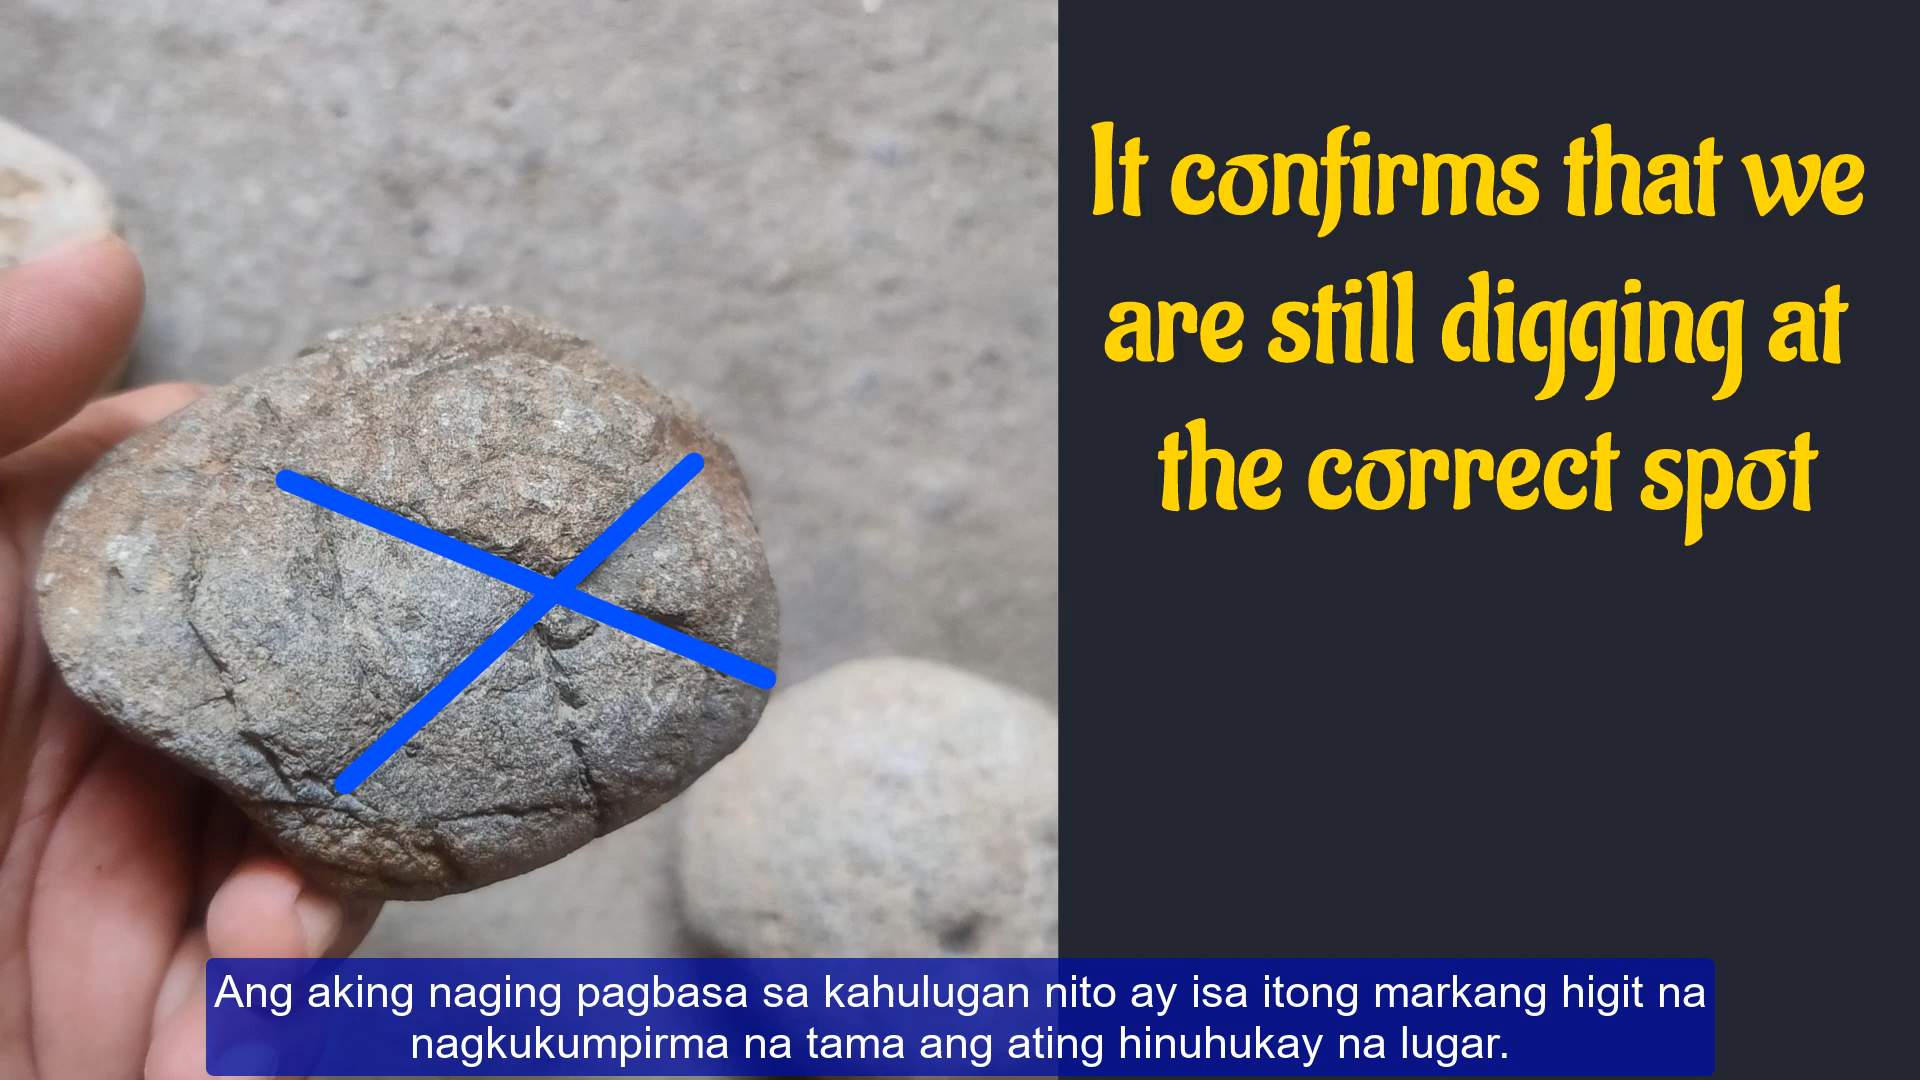 It confirms that we
are still digging at
the correct spot
Ang aking naging pagbasa sa kahulugan nito ay isa itong markang higit na
nagkukumpirma na tama ang ating hinuhukay na lugar.